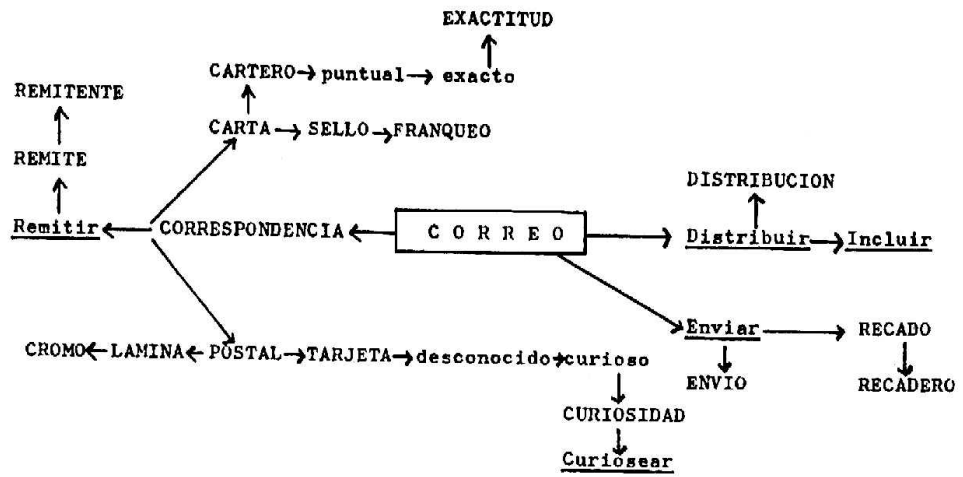 EXACTITUD
CARTERO→puntual→exacto
REMITENTE
CARTA→SELLO→FRANQUEO
REMITE
DISTRIBUCION
Remitir←CORRESPONDENCIA←CORREO→Distribuir→Incluir
Enviar→RECADO
CROMO←LAMINA←POSTAL→TARJETA→desconocido→curioso
ENVIO
RECADERO
CURIOSIDAD
Curiosear